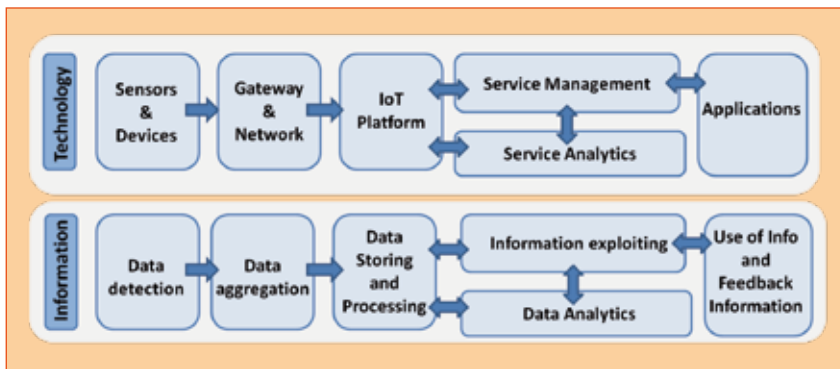 Technology
Sensors
&
Devices
Gateway
&
Network
IoT
Platform
Service Management
Service Analytics
Applications
Information
Data
detection
Data
aggregation
Data
Storing
and
Processing
Information exploiting
Data Analytics
Use of Info
and
Feedback
Information